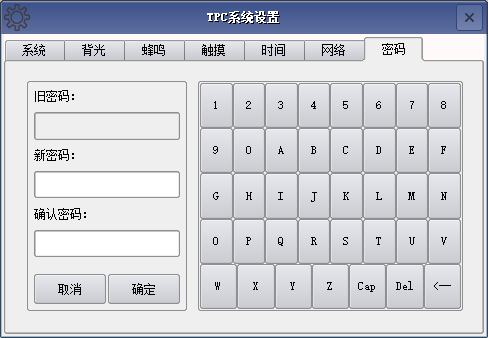 TPC系统设置
系统 背光 蜂鸣 触摸 时间 网络 密码
旧密码:
新密码:
确认密码:
取消 确定
1 2 3 4 5 6 7 8
9 0 A B C D E F
G H I J K L M N
O P Q R S T U V
W X Y Z Cap Del <—